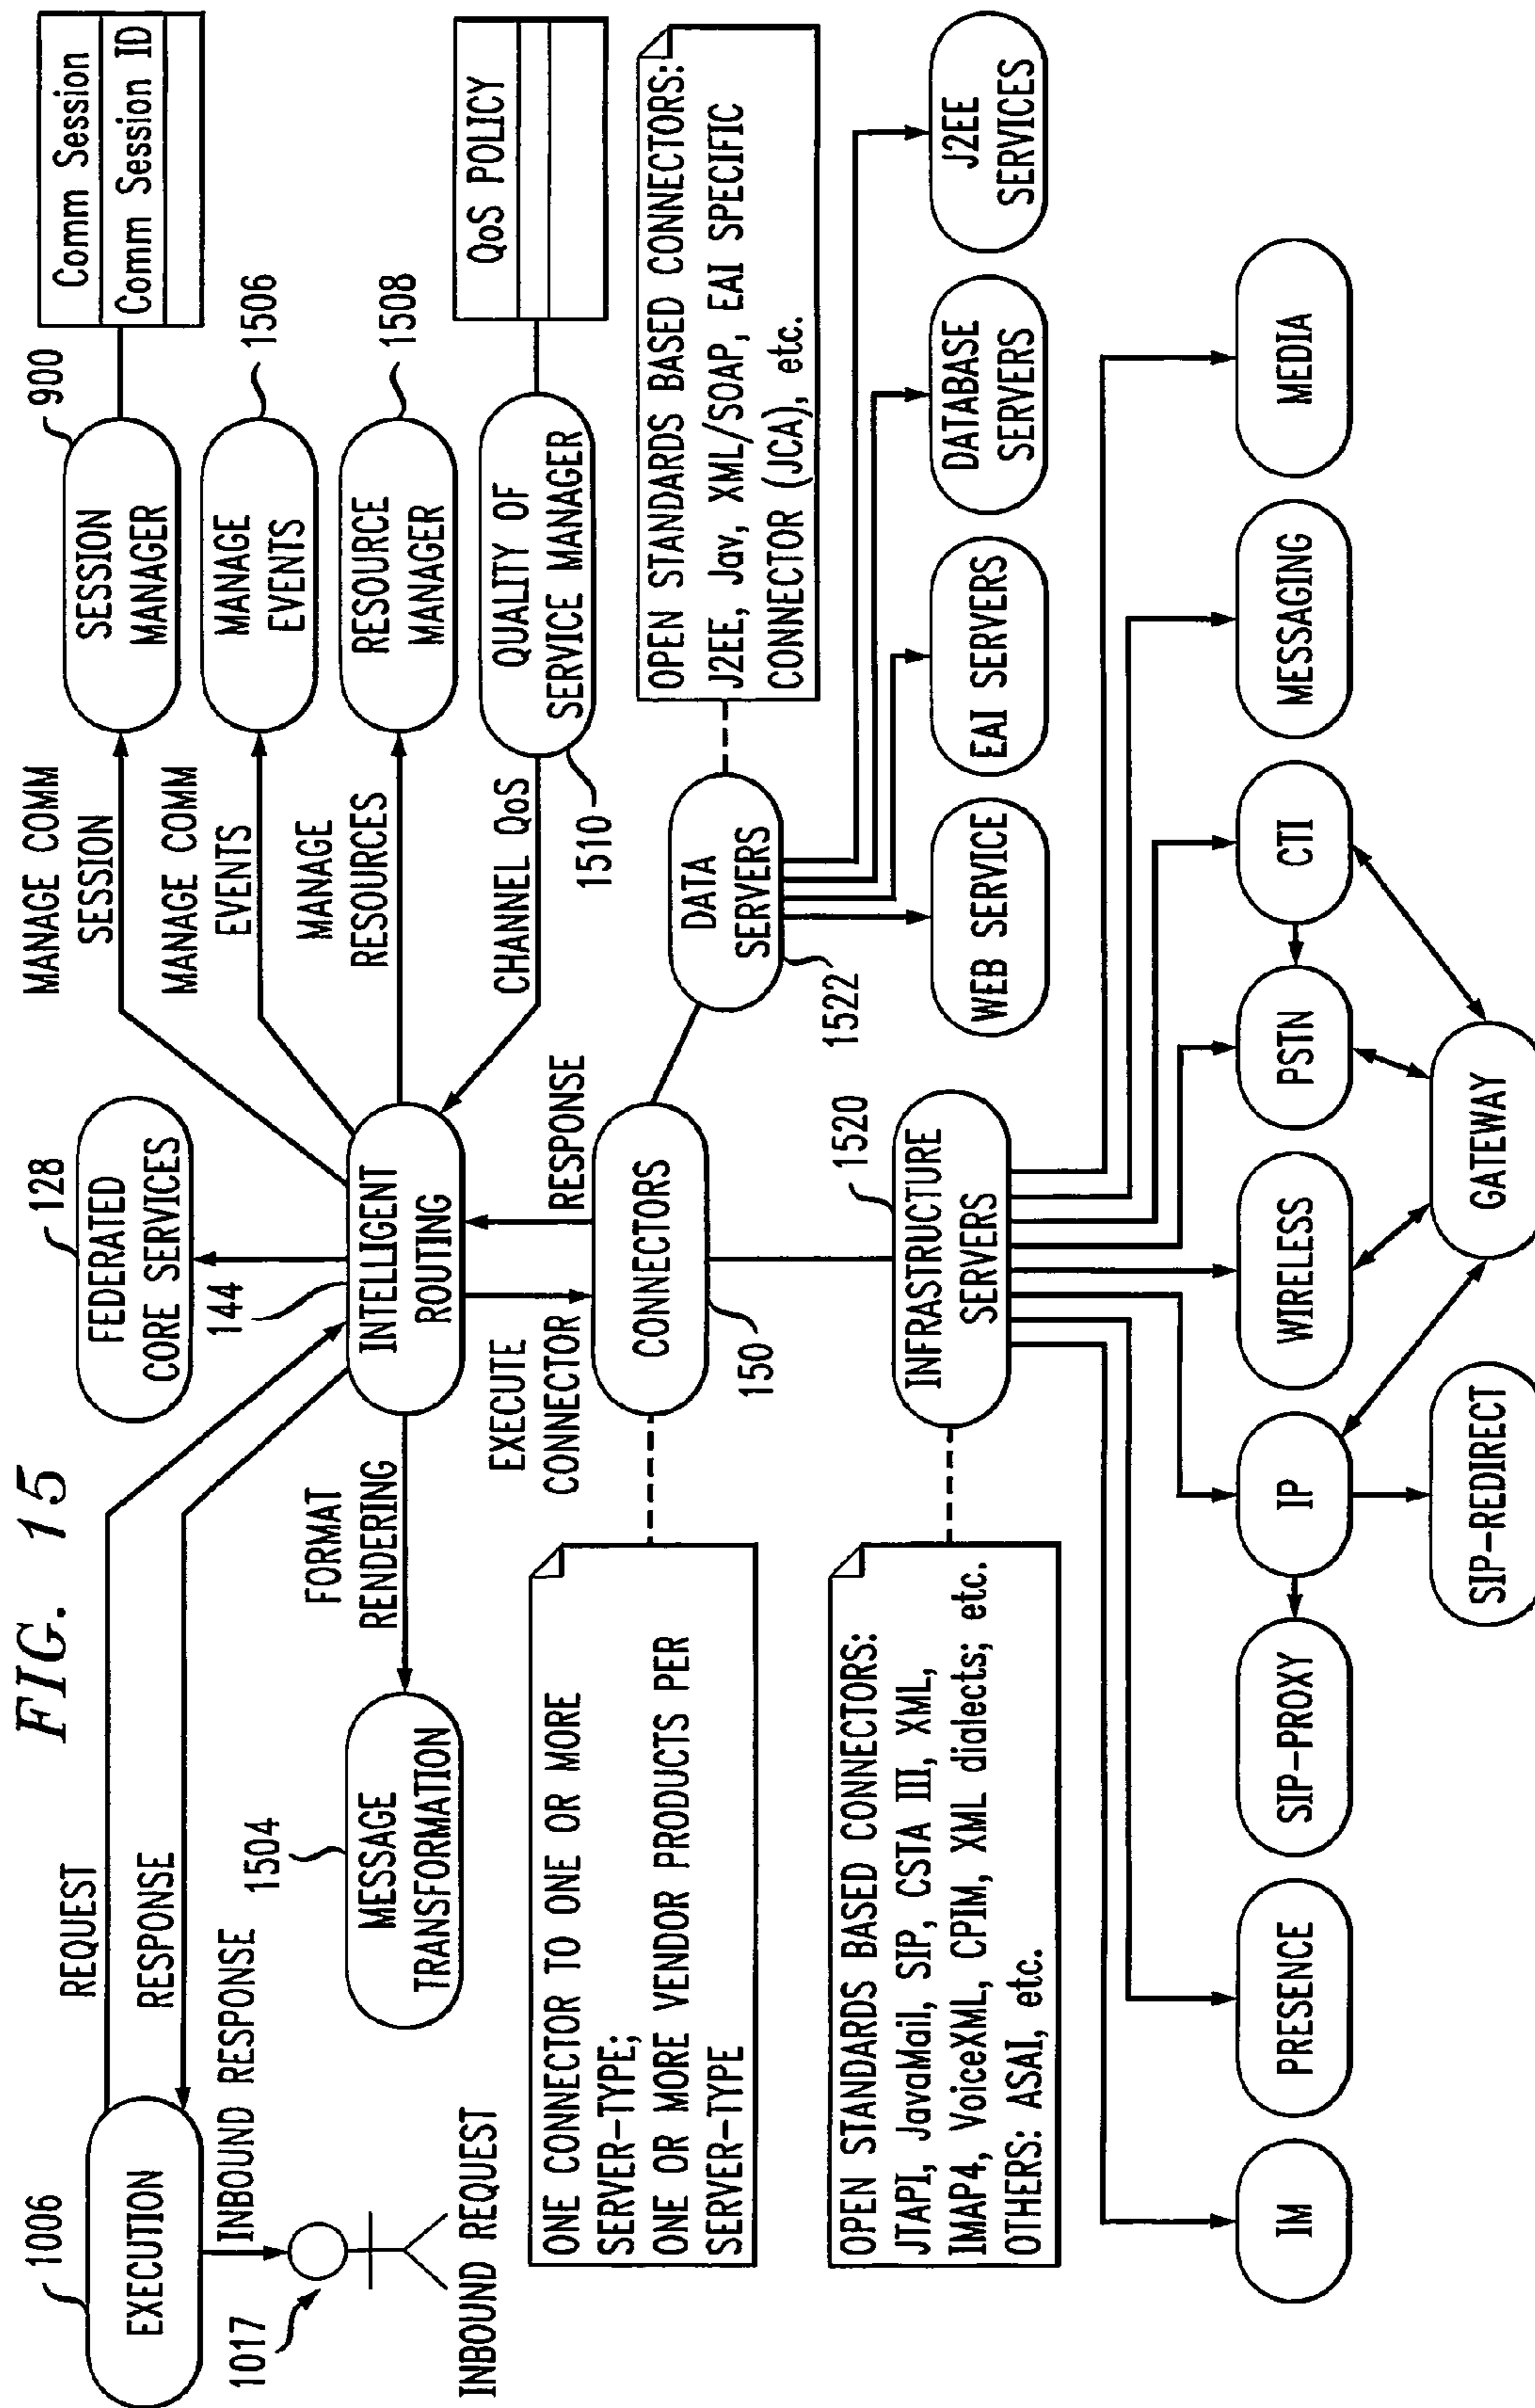 FIG. 15
1006
EXECUTION
REQUEST
RESPONSE
INBOUND RESPONSE
1017
INBOUND REQUEST
128
FEDERATED
CORE SERVICES
144
INTELLIGENT
ROUTING
MANAGE COMM
SESSION
900
SESSION
MANAGER
Comm Session
Comm Session ID
MANAGE COMM
EVENTS
MANAGE
EVENTS
1506
MANAGE
RESOURCES
RESOURCE
MANAGER
1508
CHANNEL QoS
QUALITY OF
SERVICE MANAGER
1510
QoS POLICY
FORMAT
RENDERING
1504
MESSAGE
TRANSFORMATION
EXECUTE
CONNECTOR
RESPONSE
CONNECTORS
150
ONE CONNECTOR TO ONE OR MORE
SERVER-TYPE;
ONE OR MORE VENDOR PRODUCTS PER
SERVER-TYPE
DATA
SERVERS
1522
OPEN STANDARDS BASED CONNECTORS:
J2EE, Jav, XML/SOAP, EAI SPECIFIC
CONNECTOR (JCA), etc.
WEB SERVICE
EAI SERVERS
DATABASE
SERVERS
J2EE
SERVICES
1520
INFRASTRUCTURE
SERVERS
OPEN STANDARDS BASED CONNECTORS:
JTAPI, JavaMail, SIP, CSTA III, XML,
IMAP4, VoiceXML, CPIM, XML dialects; etc.
OTHERS: ASAI, etc.
IM
PRESENCE
SIP-PROXY
IP
WIRELESS
PSTN
CTI
MESSAGING
MEDIA
SIP-REDIRECT
GATEWAY